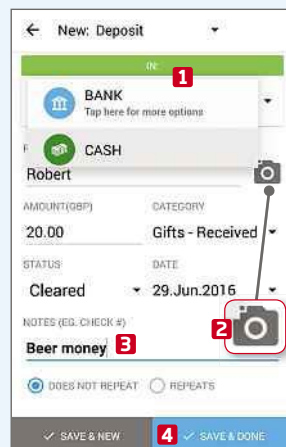 New: Deposit
IN:
1
BANK
Tap here for more options
CASH
Robert
AMOUNT(GBP)
CATEGORY
20.00
Gifts - Received
STATUS
DATE
Cleared
29.Jun.2016
2
NOTES (EG. CHECK #)
Beer money
3
DOES NOT REPEAT
REPEATS
SAVE & NEW
4
SAVE & DONE